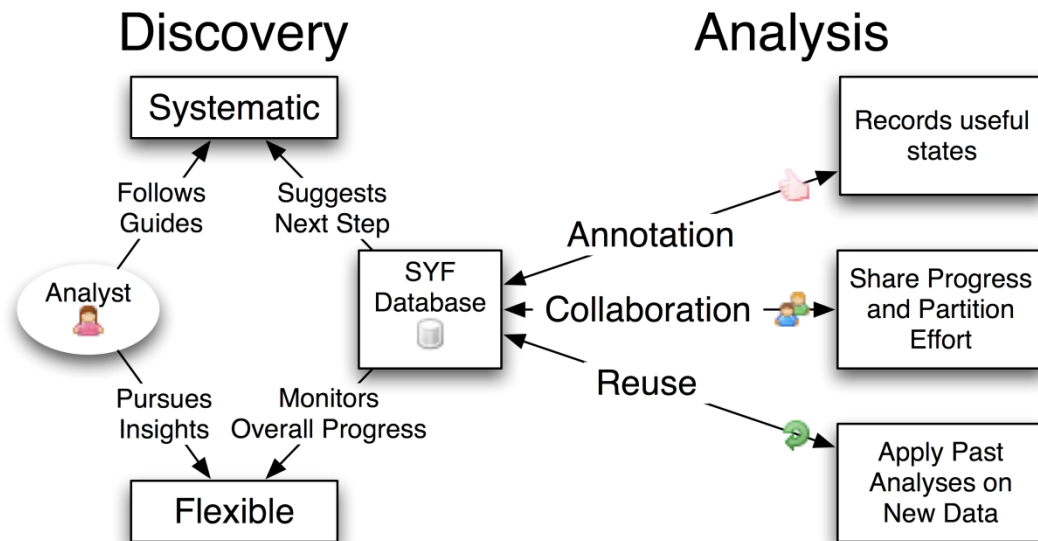 Discovery
Analysis
Systematic
Follows
Guides
Suggests
Next Step
Analyst
SYF
Database
Pursues
Insights
Monitors
Overall Progress
Flexible
Annotation
Collaboration
Reuse
Records useful
states
Share Progress
and Partition
Effort
Apply Past
Analyses on
New Data